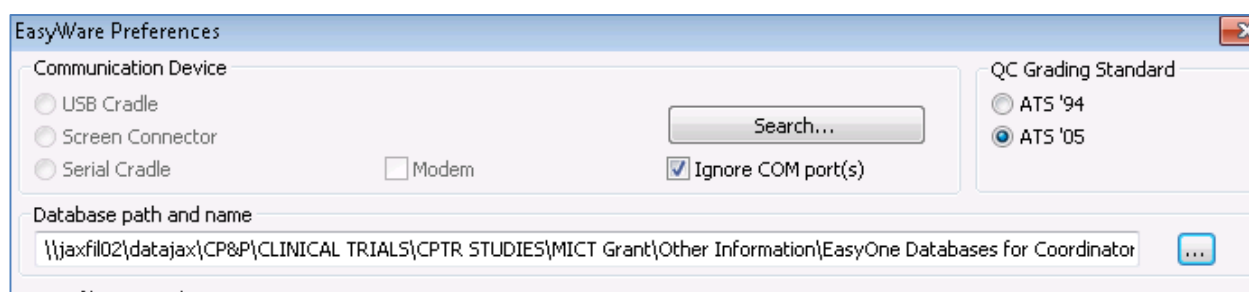 EasyWare Preferences
Communication Device
QC Grading Standard
USB Cradle
ATS '94
Screen Connector
Search...
ATS '05
Serial Cradle
Modem
Ignore COM port(s)
Database path and name
\\jaxfil02\datajax\CP&P\CLINICAL TRIALS\CPTR STUDIES\MICT Grant\Other Information\EasyOne Databases for Coordinator
...